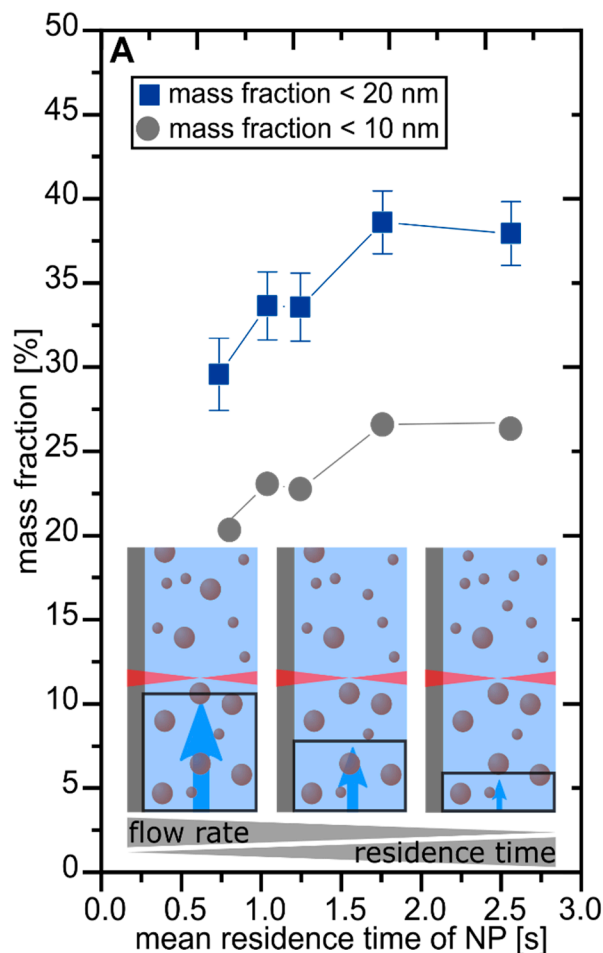 A
mass fraction < 20 nm
mass fraction < 10 nm
50
45
40
35
30
25
20
15
10
5
0
mass fraction [%]
flow rate
residence time
0.0 0.5 1.0 1.5 2.0 2.5 3.0
mean residence time of NP [s]